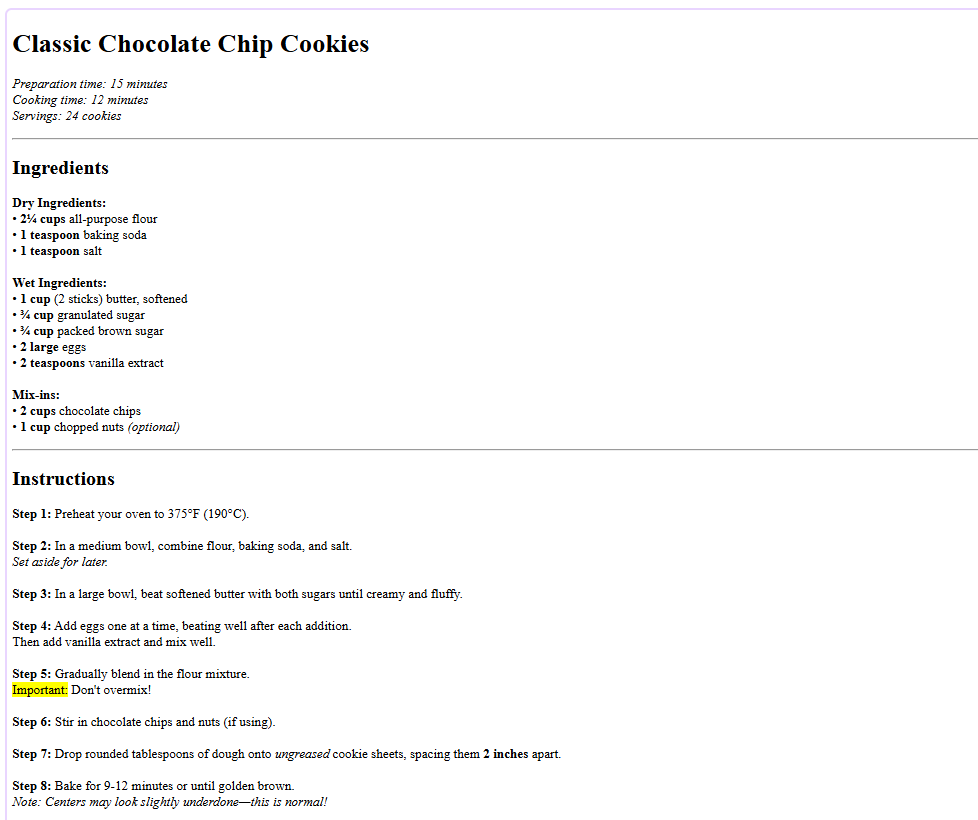 Classic Chocolate Chip Cookies
Preparation time: 15 minutes
Cooking time: 12 minutes
Servings: 24 cookies
Ingredients
Dry Ingredients:
• 2¼ cups all-purpose flour
• 1 teaspoon baking soda
• 1 teaspoon salt
Wet Ingredients:
• 1 cup (2 sticks) butter, softened
• ¾ cup granulated sugar
• ¾ cup packed brown sugar
• 2 large eggs
• 2 teaspoons vanilla extract
Mix-ins:
• 2 cups chocolate chips
• 1 cup chopped nuts (optional)
Instructions
Step 1: Preheat your oven to 375°F (190°C).
Step 2: In a medium bowl, combine flour, baking soda, and salt.
Set aside for later.
Step 3: In a large bowl, beat softened butter with both sugars until creamy and fluffy.
Step 4: Add eggs one at a time, beating well after each addition.
Then add vanilla extract and mix well.
Step 5: Gradually blend in the flour mixture.
Important: Don't overmix!
Step 6: Stir in chocolate chips and nuts (if using).
Step 7: Drop rounded tablespoons of dough onto ungreased cookie sheets, spacing them 2 inches apart.
Step 8: Bake for 9-12 minutes or until golden brown.
Note: Centers may look slightly underdone—this is normal!